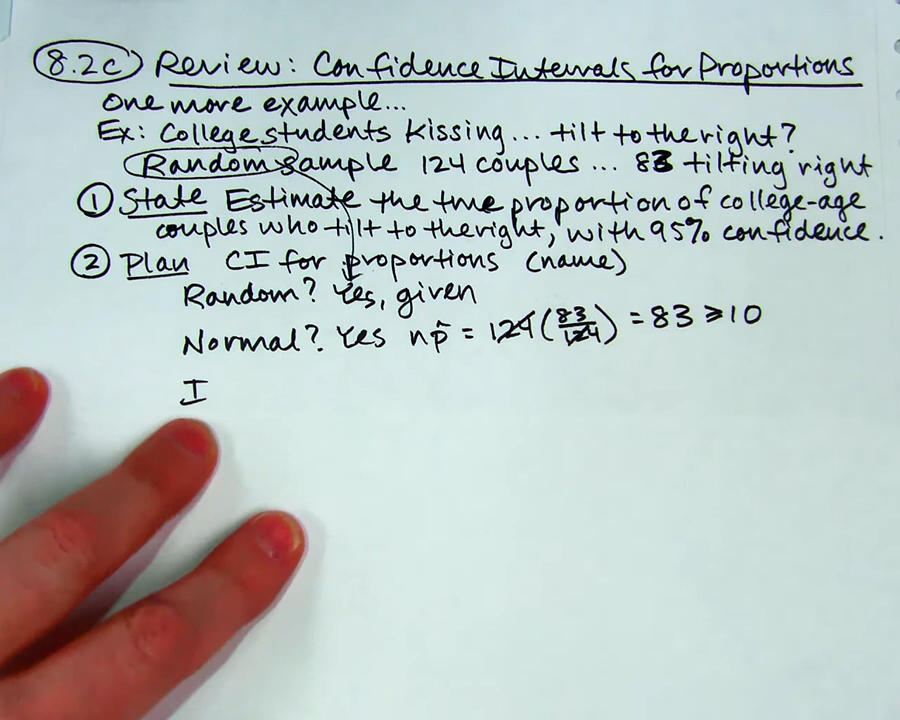 8.2c Review: Confidence Intervals for Proportions
One more example...
Ex: College students kissing... tilt to the right?
Random sample 124 couples ... 83 tilting right
① State Estimate the true proportion of college-age
couples who tilt to the right, with 95% confidence.
② Plan CI for proportions (name)
Random? Yes, given
Normal? Yes np̂ = 124(83/124) = 83 ≥ 10
I